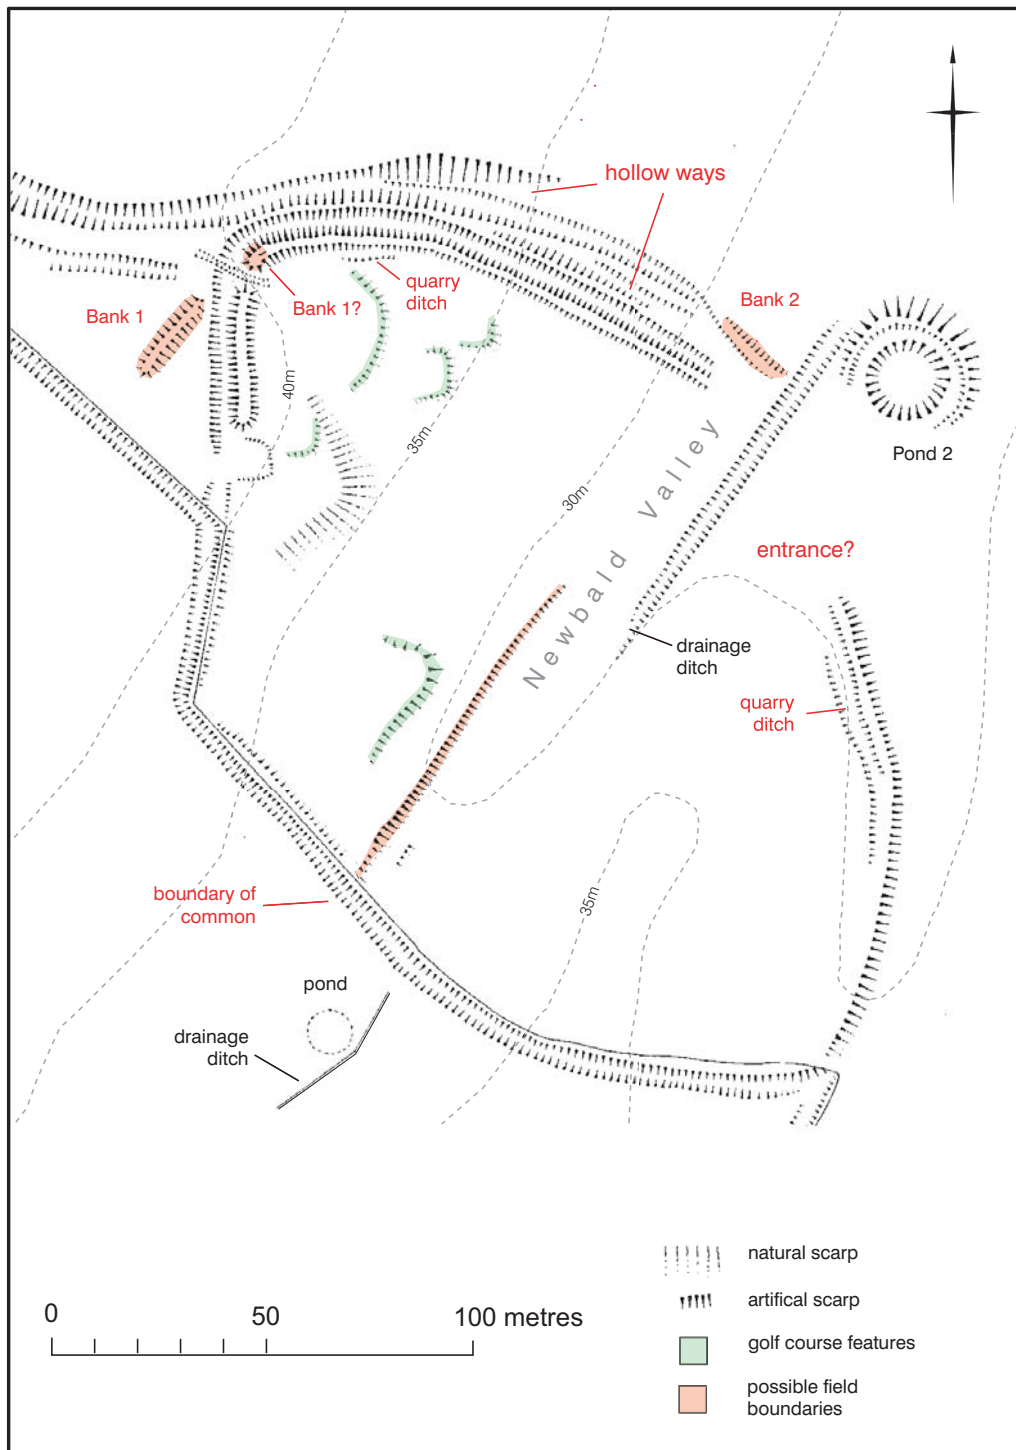 hollow ways
quarry
ditch
Bank 1?
Bank 1
Bank 2
40m
35m
30m
Pond 2
Newbald Valley
entrance?
drainage
ditch
quarry
ditch
boundary of
common
35m
pond
drainage
ditch
natural scarp
artifical scarp
golf course features
possible field
boundaries
0 50 100 metres